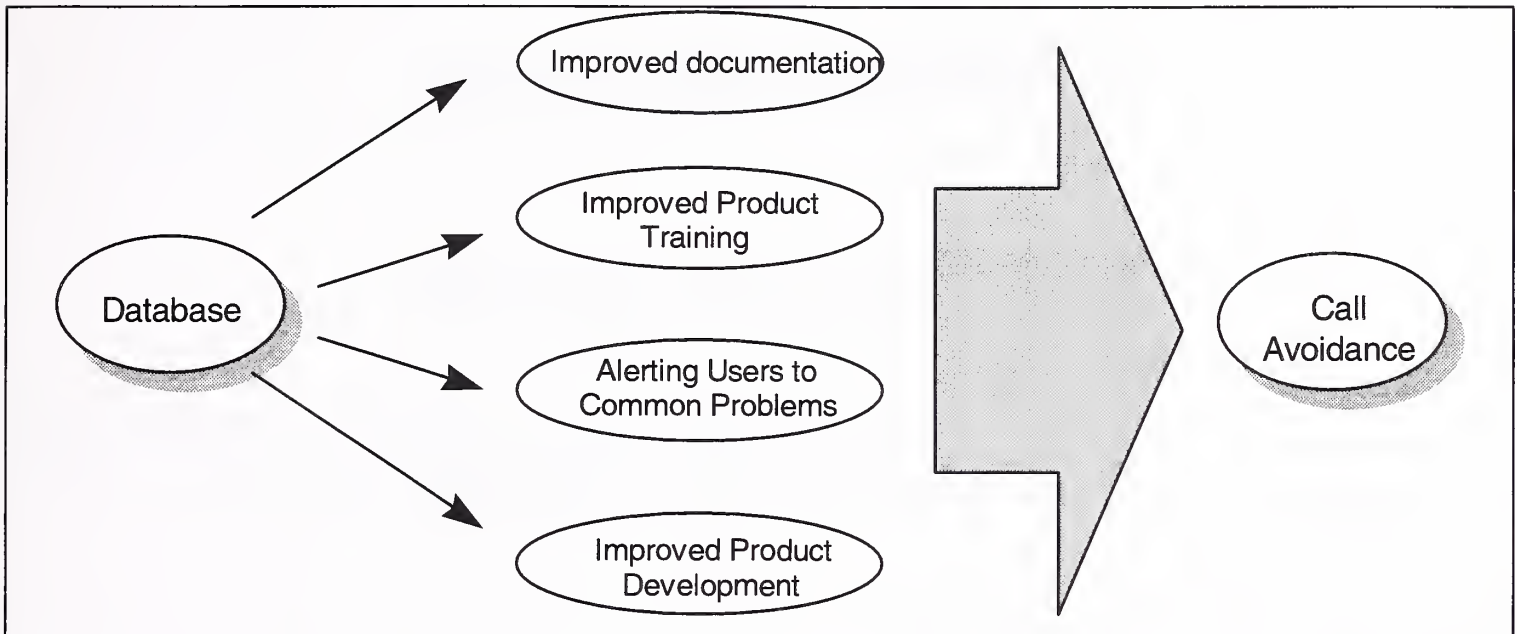 Improved documentation
Improved Product
Training
Database
Alerting Users to
Common Problems
Improved Product
Development
Call
Avoidance